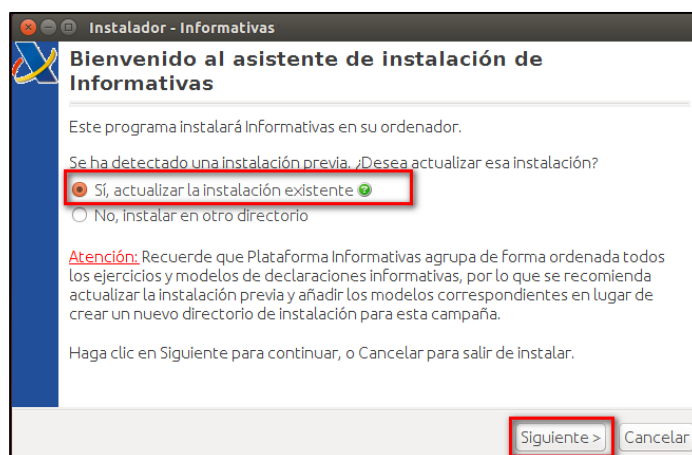 Instalador - Informativas
Bienvenido al asistente de instalación de
Informativas
Este programa instalará Informativas en su ordenador.
Se ha detectado una instalación previa. ¿Desea actualizar esa instalación?
Sí, actualizar la instalación existente
No, instalar en otro directorio
Atención: Recuerde que Plataforma Informativas agrupa de forma ordenada todos
los ejercicios y modelos de declaraciones informativas, por lo que se recomienda
actualizar la instalación previa y añadir los modelos correspondientes en lugar de
crear un nuevo directorio de instalación para esta campaña.
Haga clic en Siguiente para continuar, o Cancelar para salir de instalar.
Siguiente > Cancelar